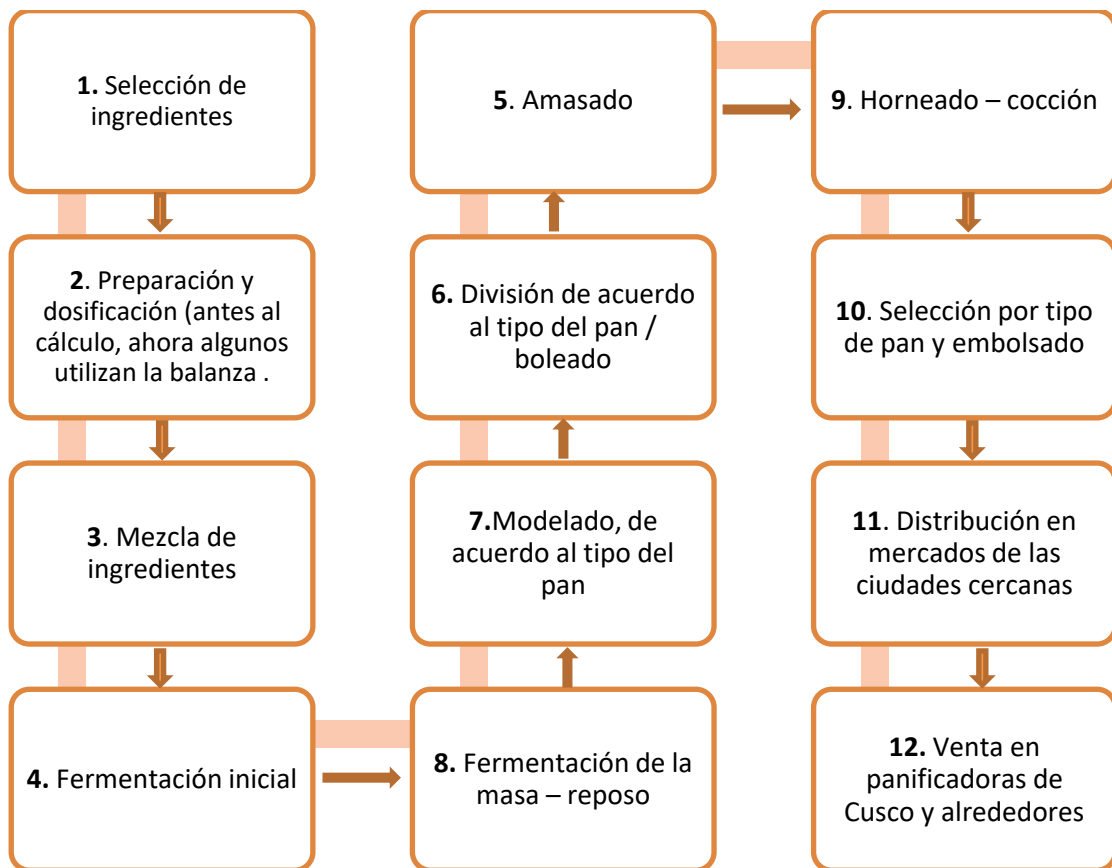 1. Selección de
ingredientes
2. Preparación y
dosificación (antes al
cálculo, ahora algunos
utilizan la balanza .
3. Mezcla de
ingredientes
4. Fermentación inicial
5. Amasado
6. División de acuerdo
al tipo del pan /
boleado
7.Modelado, de
acuerdo al tipo del
pan
8. Fermentación de la
masa – reposo
9. Horneado – cocción
10. Selección por tipo
de pan y embolsado
11. Distribución en
mercados de las
ciudades cercanas
12. Venta en
panificadoras de
Cusco y alrededores